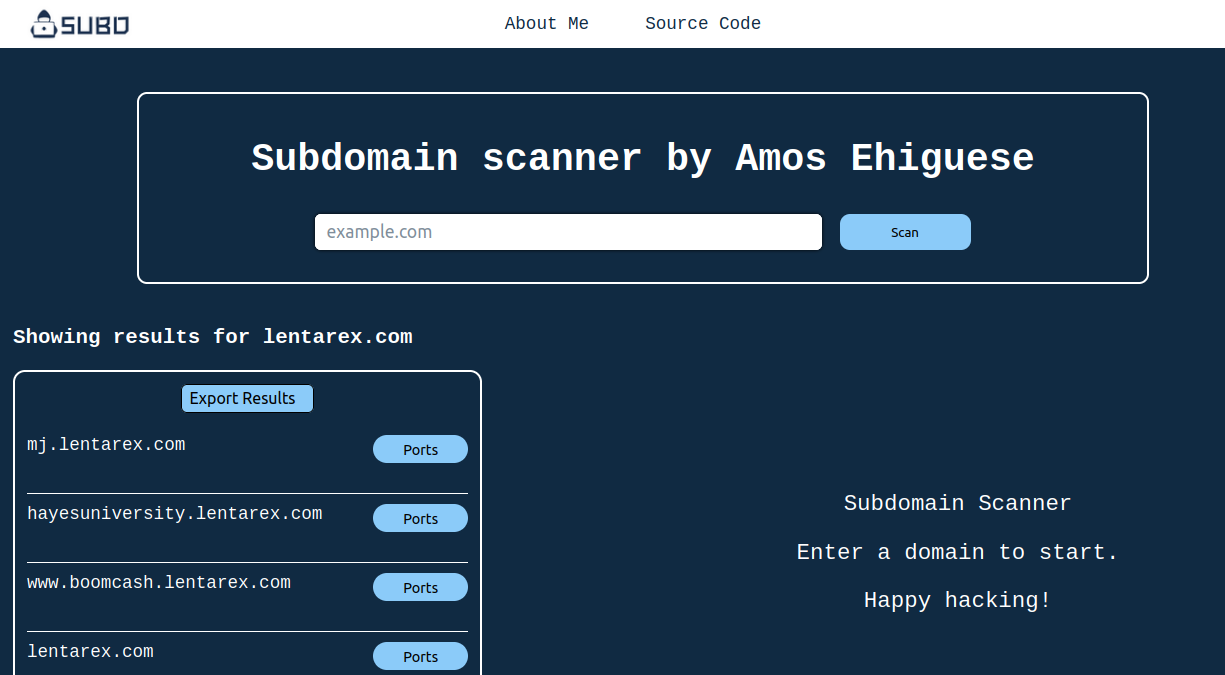 SUBD
About Me
Source Code
Subdomain scanner by Amos Ehiguese
example.com
Scan
Showing results for lentarex.com
Export Results
mj.lentarex.com
Ports
hayesuniversity.lentarex.com
Ports
www.boomcash.lentarex.com
Ports
lentarex.com
Ports
Subdomain Scanner
Enter a domain to start.
Happy hacking!